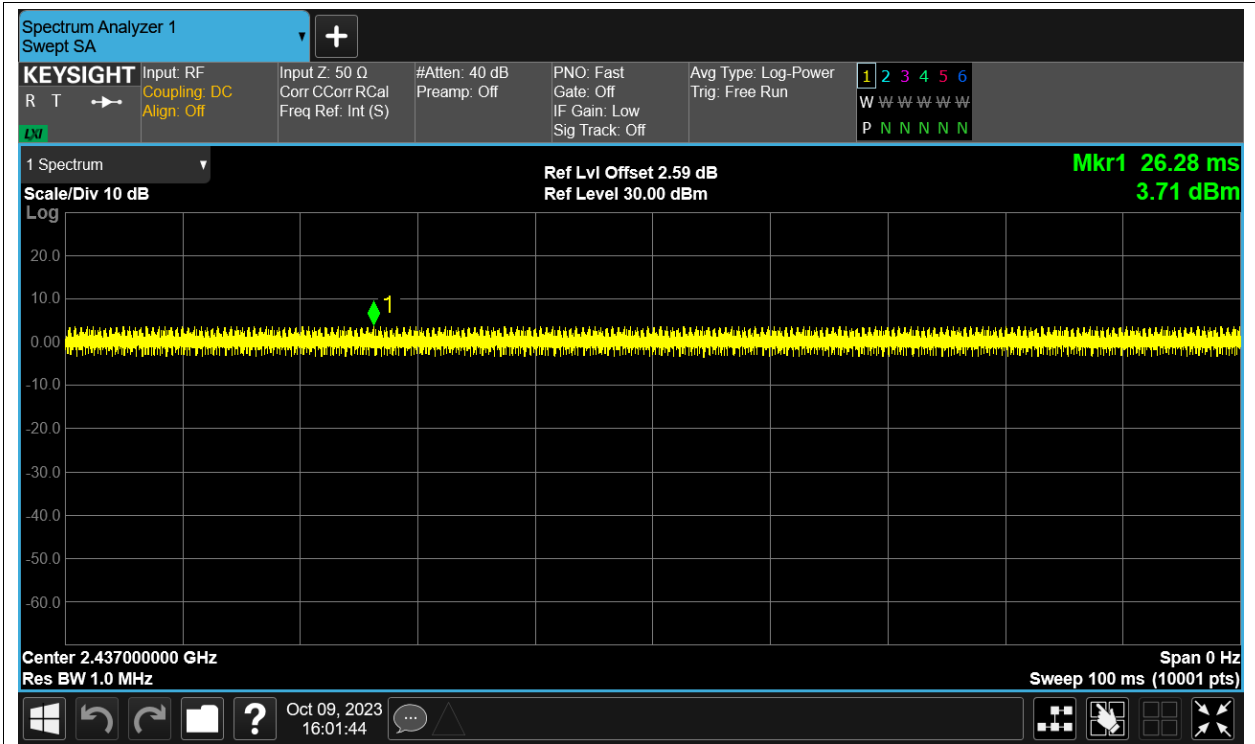 Spectrum Analyzer 1
Swept SA
KEYSIGHT Input: RF Input Z: 50 Ω #Atten: 40 dB PNO: Fast Avg Type: Log-Power 1 2 3 4 5 6
R T Coupling: DC Corr CCorr RCal Preamp: Off Gate: Off Trig: Free Run W W W W W W
Align: Off Freq Ref: Int (S) IF Gain: Low
LXI Sig Track: Off P N N N N N
1 Spectrum Ref Lvl Offset 2.59 dB Mkr1 26.28 ms
Scale/Div 10 dB Ref Level 30.00 dBm 3.71 dBm
Log
20.0
10.0 1
0.00
-10.0
-20.0
-30.0
-40.0
-50.0
-60.0
Center 2.437000000 GHz Span 0 Hz
Res BW 1.0 MHz Sweep 100 ms (10001 pts)
? Oct 09, 2023
16:01:44